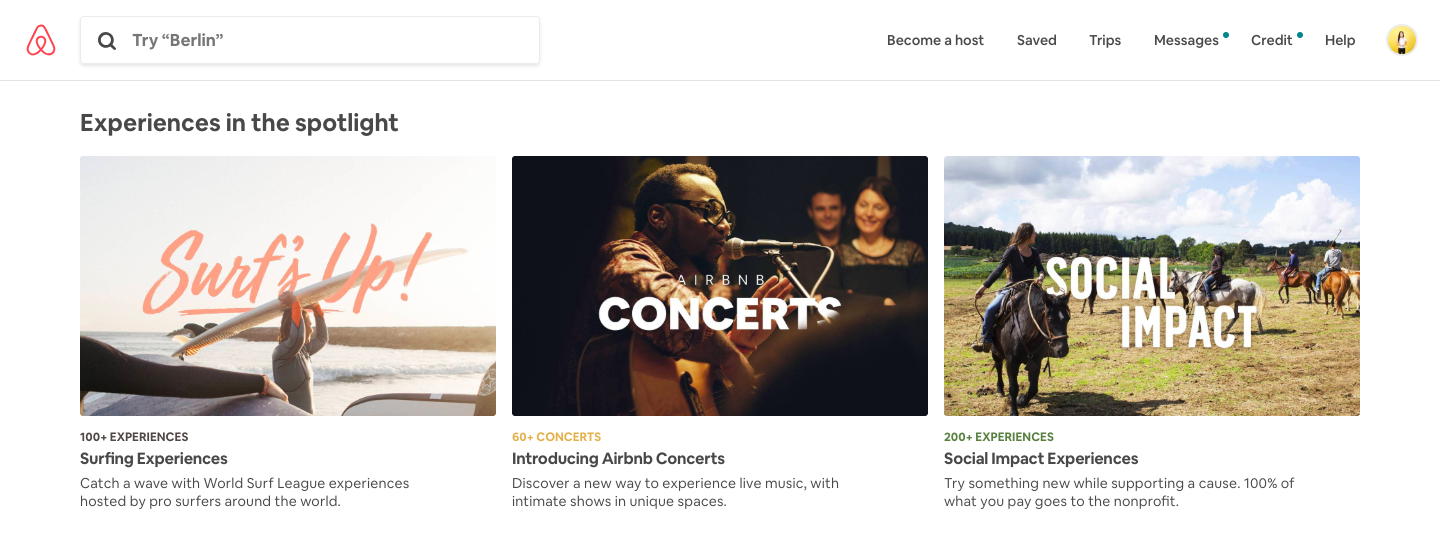 Try “Berlin”
Become a host
Saved
Trips
Messages
Credit
Help
Experiences in the spotlight
Surf's Up!
100+ EXPERIENCES
Surfing Experiences
Catch a wave with World Surf League experiences
hosted by pro surfers around the world.
AIRBNB
CONCERTS
60+ CONCERTS
Introducing Airbnb Concerts
Discover a new way to experience live music, with
intimate shows in unique spaces.
SOCIAL
IMPACT
200+ EXPERIENCES
Social Impact Experiences
Try something new while supporting a cause. 100% of
what you pay goes to the nonprofit.